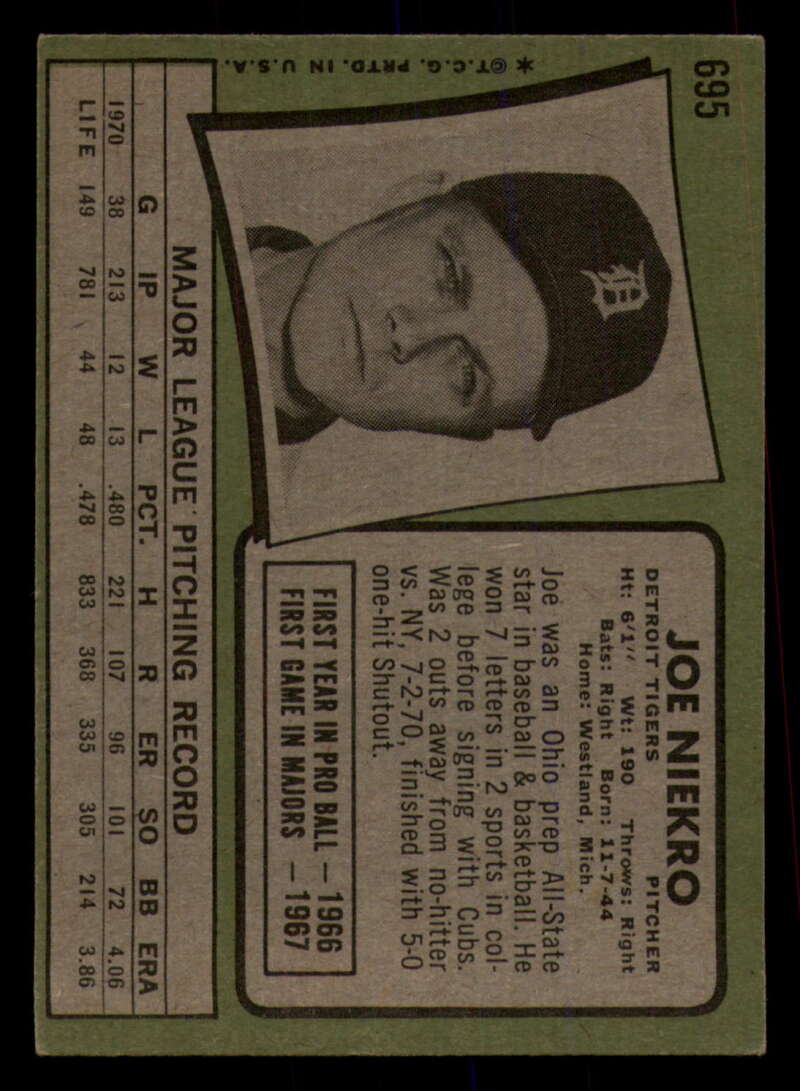 695
*©T.C.G. PRTD. IN U.S.A.
D
JOE NIEKRO
DETROIT TIGERS PITCHER
Ht: 6'1" Wt: 190 Throws: Right
Bats: Right Born: 11-7-44
Home: Westland, Mich.
Joe was an Ohio prep All-State
star in baseball & basketball. He
won 7 letters in 2 sports in col-
lege before signing with Cubs.
Was 2 outs away from no-hitter
vs. NY, 7-2-70, finished with 5-0
one-hit Shutout.
FIRST YEAR IN PRO BALL — 1966
FIRST GAME IN MAJORS — 1967
MAJOR LEAGUE PITCHING RECORD
G IP W L PCT. H R ER SO BB ERA
1970 38 213 12 13 .480 221 107 96 101 72 4.06
LIFE 149 781 44 48 .478 833 368 335 305 214 3.86